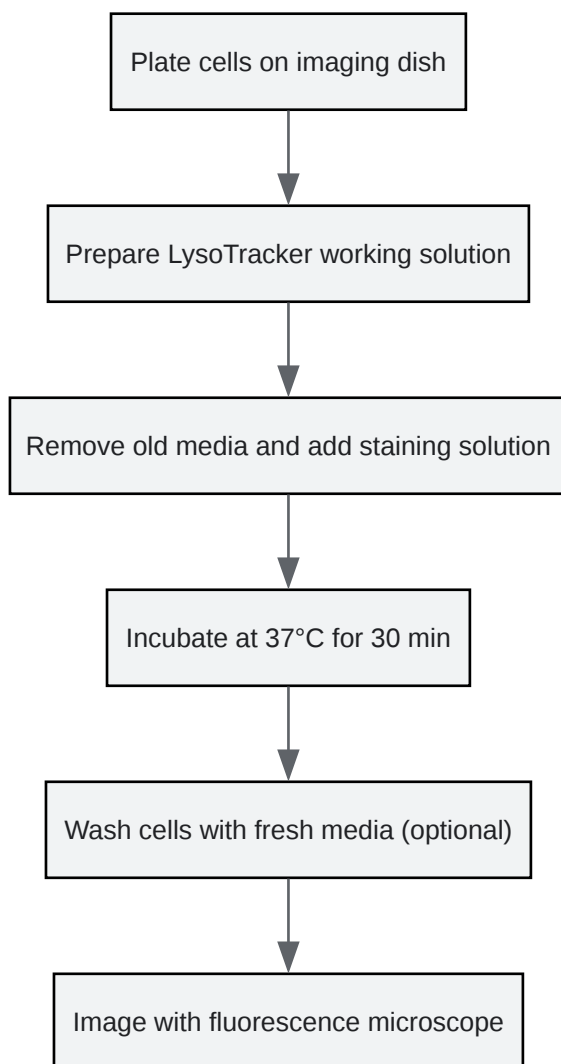 Plate cells on imaging dish
Prepare LysoTracker working solution
Remove old media and add staining solution
Incubate at 37°C for 30 min
Wash cells with fresh media (optional)
Image with fluorescence microscope